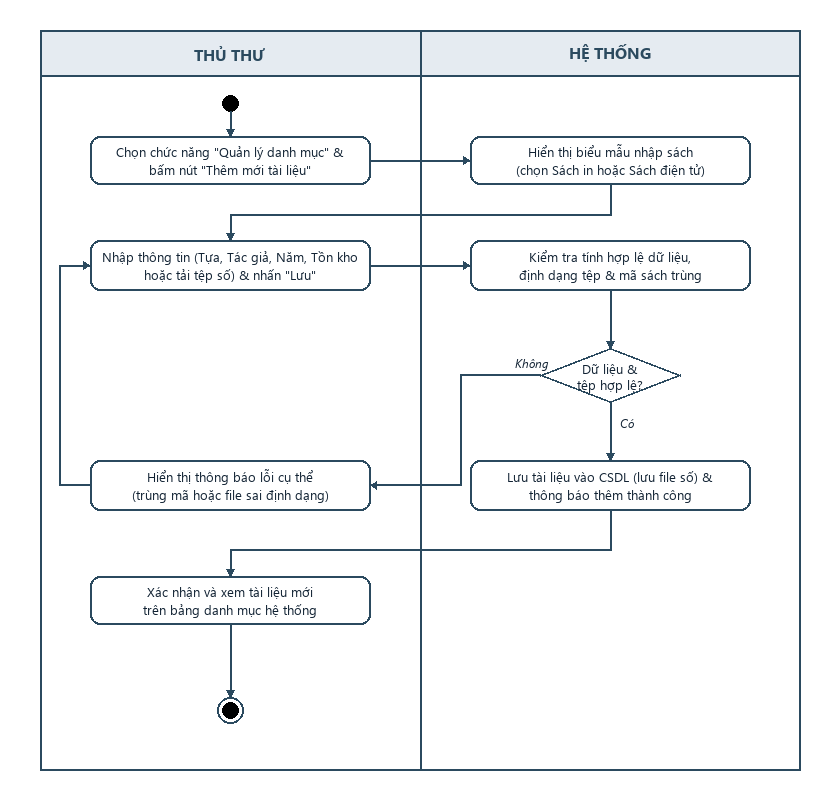 THỦ THƯ
HỆ THỐNG
Chọn chức năng "Quản lý danh mục" &
bấm nút "Thêm mới tài liệu"
Hiển thị biểu mẫu nhập sách
(chọn Sách in hoặc Sách điện tử)
Nhập thông tin (Tựa, Tác giả, Năm, Tồn kho
hoặc tải tệp số) & nhấn "Lưu"
Kiểm tra tính hợp lệ dữ liệu,
định dạng tệp & mã sách trùng
Không
Dữ liệu &
tệp hợp lệ?
Có
Hiển thị thông báo lỗi cụ thể
(trùng mã hoặc file sai định dạng)
Lưu tài liệu vào CSDL (lưu file số) &
thông báo thêm thành công
Xác nhận và xem tài liệu mới
trên bảng danh mục hệ thống